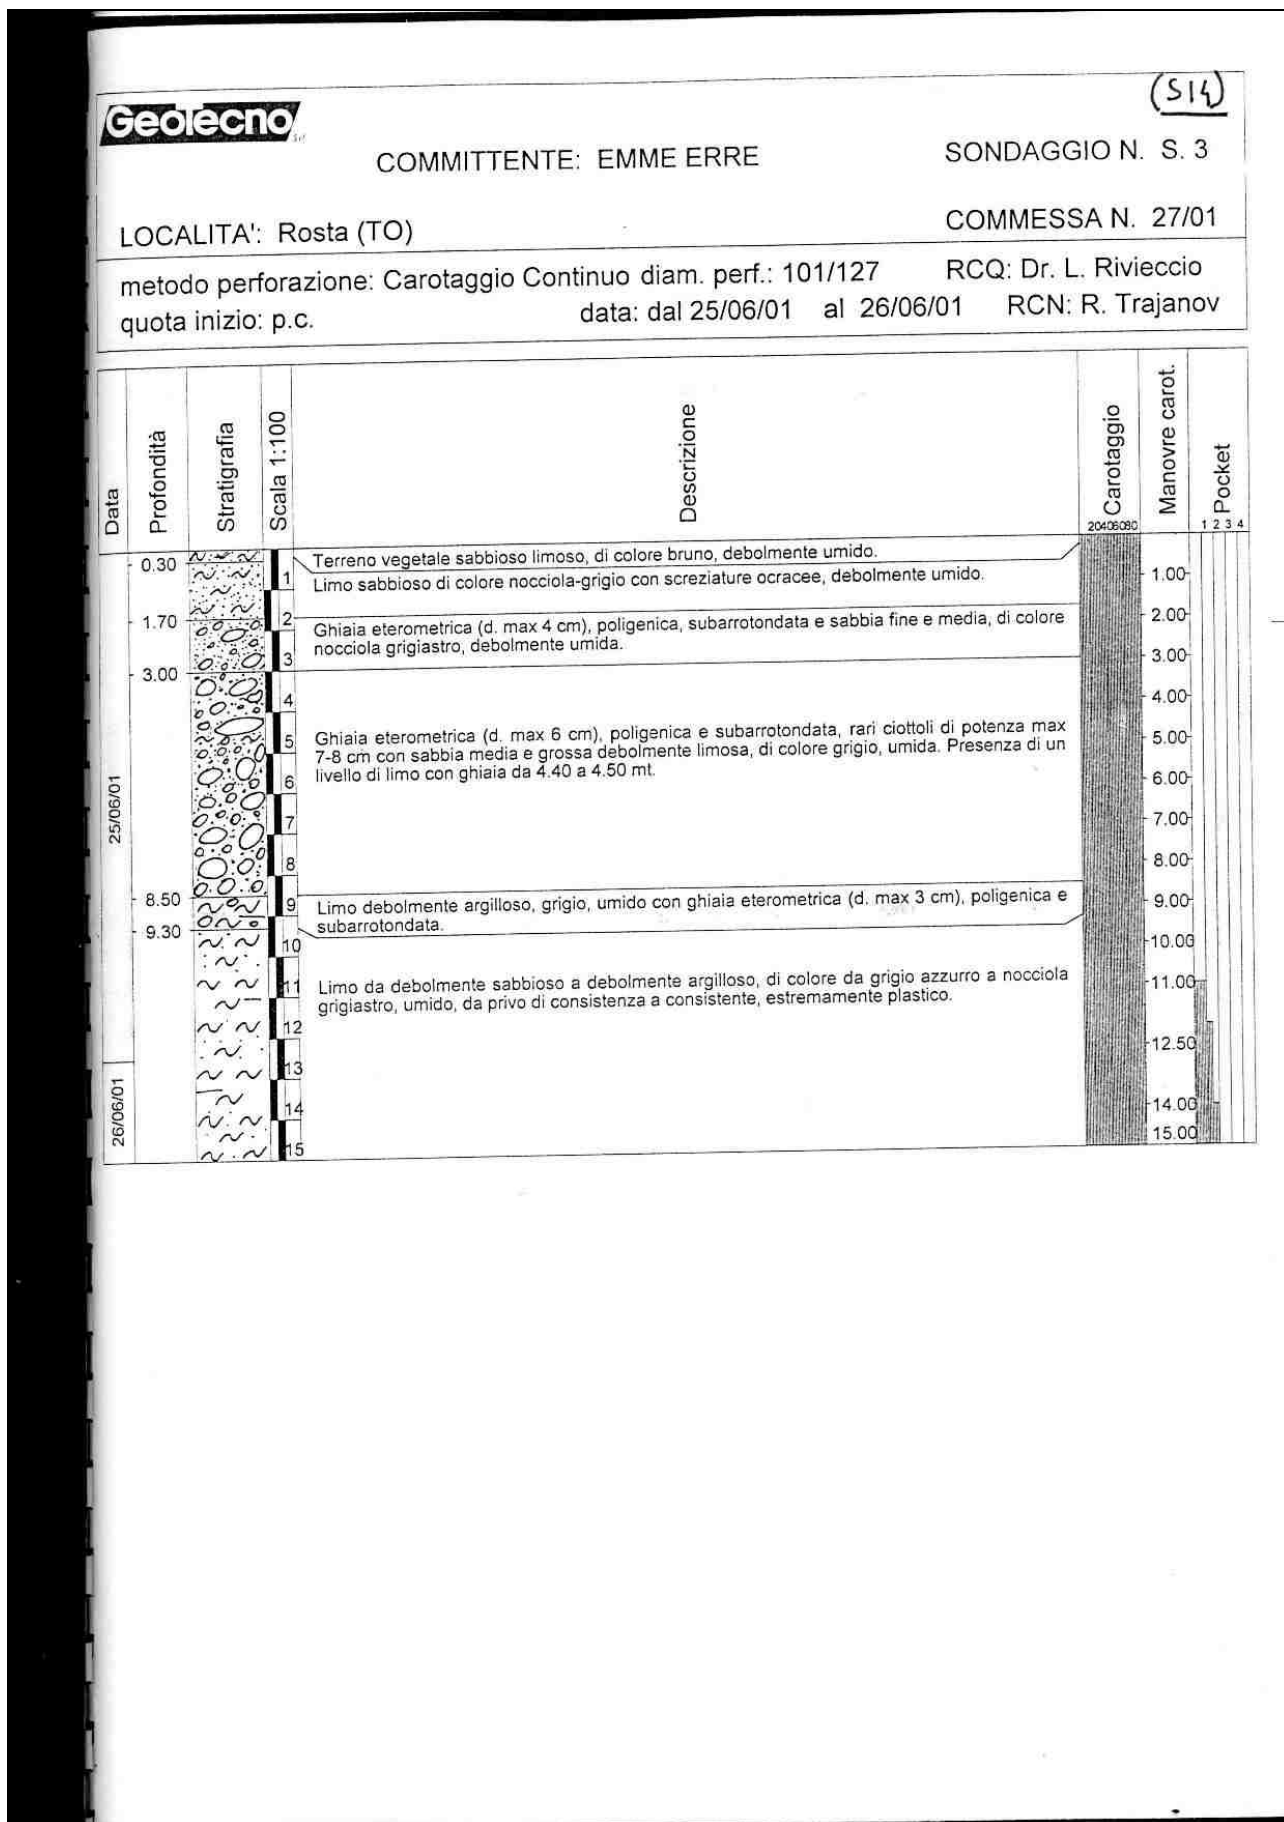 (S14)
GeoTecno
COMMITTENTE: EMME ERRE
SONDAGGIO N. S. 3
LOCALITA': Rosta (TO)
COMMESSA N. 27/01
metodo perforazione: Carotaggio Continuo diam. perf.: 101/127
RCQ: Dr. L. Rivieccio
quota inizio: p.c.
data: dal 25/06/01 al 26/06/01
RCN: R. Trajanov
Data
Profondità
Stratigrafia
Scala 1:100
Descrizione
Carotaggio
20406080
Manovre carot.
Pocket
1 2 3 4
25/06/01
26/06/01
0.30
1.70
3.00
8.50
9.30
1
2
3
4
5
6
7
8
9
10
11
12
13
14
15
Terreno vegetale sabbioso limoso, di colore bruno, debolmente umido.
Limo sabbioso di colore nocciola-grigio con screziature ocracee, debolmente umido.
Ghiaia eterometrica (d. max 4 cm), poligenica, subarrotondata e sabbia fine e media, di colore
nocciola grigiastro, debolmente umida.
Ghiaia eterometrica (d. max 6 cm), poligenica e subarrotondata, rari ciottoli di potenza max
7-8 cm con sabbia media e grossa debolmente limosa, di colore grigio, umida. Presenza di un
livello di limo con ghiaia da 4.40 a 4.50 mt.
Limo debolmente argilloso, grigio, umido con ghiaia eterometrica (d. max 3 cm), poligenica e
subarrotondata.
Limo da debolmente sabbioso a debolmente argilloso, di colore da grigio azzurro a nocciola
grigiastro, umido, da privo di consistenza a consistente, estremamente plastico.
1.00
2.00
3.00
4.00
5.00
6.00
7.00
8.00
9.00
10.00
11.00
12.50
14.00
15.00